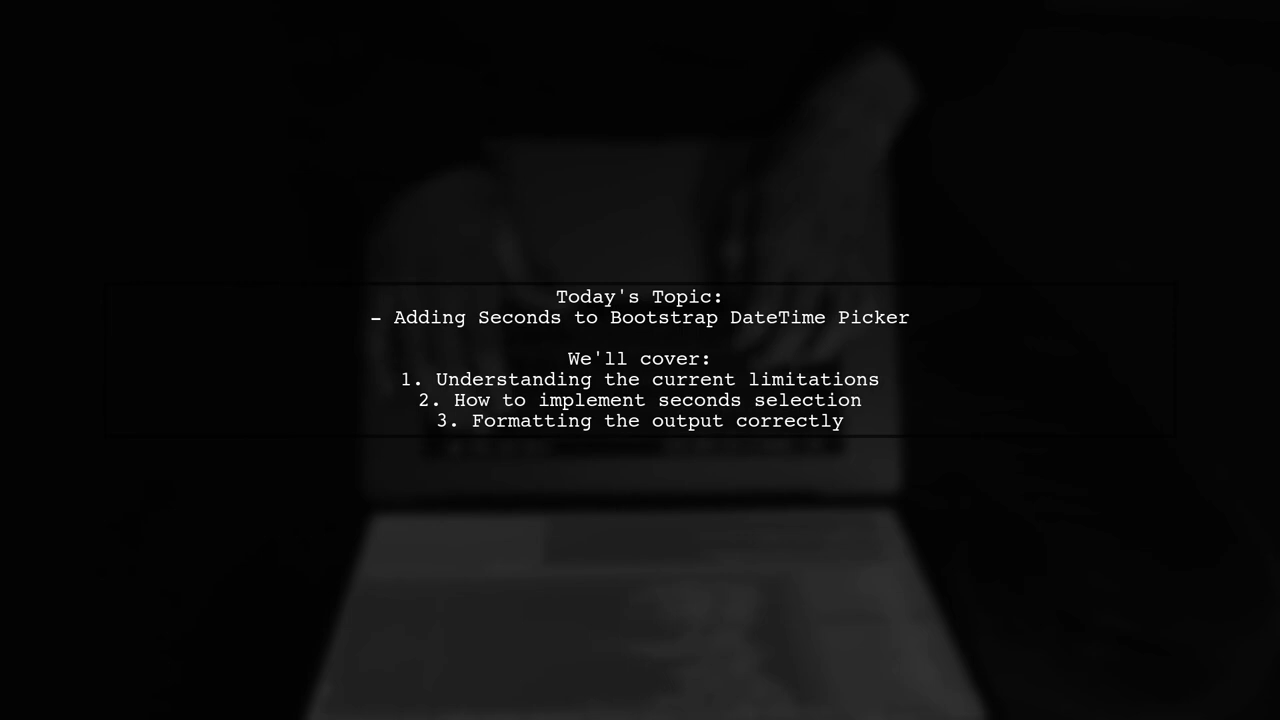 Today's Topic:
- Adding Seconds to Bootstrap DateTime Picker
We'll cover:
1. Understanding the current limitations
2. How to implement seconds selection
3. Formatting the output correctly